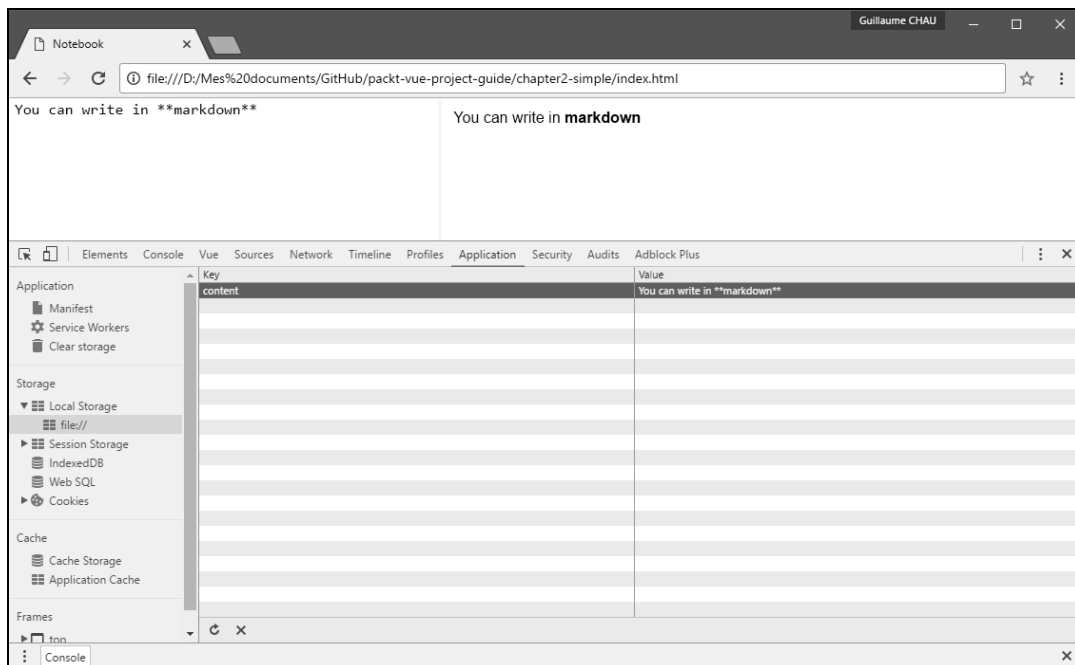 Guillaume CHAU
Notebook
file:///D:/Mes%20documents/GitHub/packt-vue-project-guide/chapter2-simple/index.html
You can write in **markdown**
You can write in markdown
Elements Console Vue Sources Network Timeline Profiles Application Security Audits Adblock Plus
Application
Manifest
Service Workers
Clear storage
Storage
Local Storage
file://
Session Storage
IndexedDB
Web SQL
Cookies
Cache
Cache Storage
Application Cache
Frames
top
Key Value
content You can write in **markdown**
Console